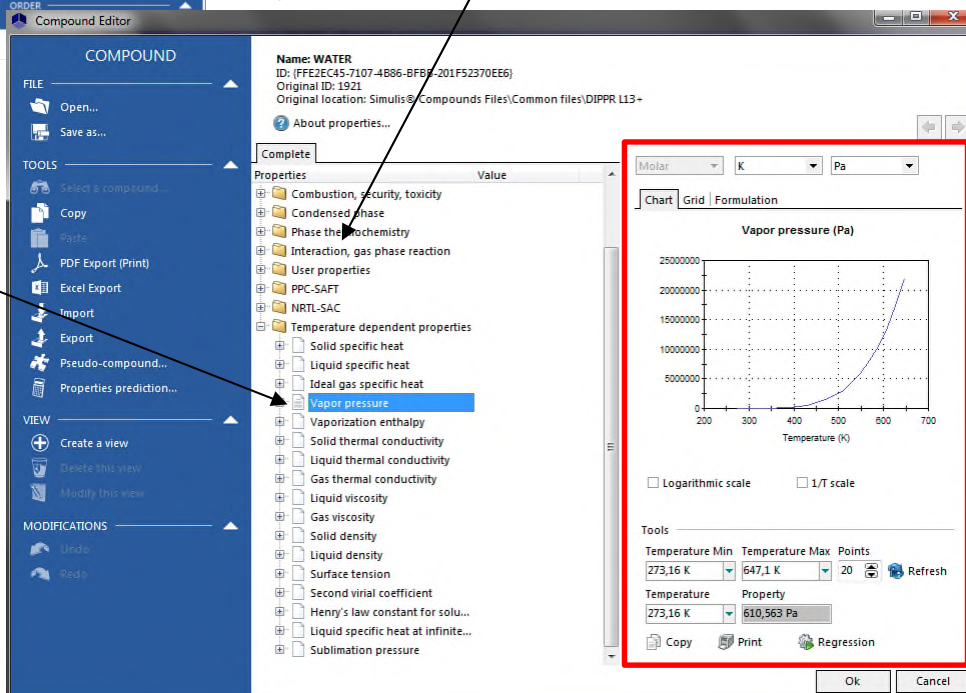 ORDER
Compound Editor
COMPOUND
FILE
Open...
Save as...
TOOLS
Select a compound...
Copy
Paste
PDF Export (Print)
Excel Export
Import
Export
Pseudo-compound...
Properties prediction...
VIEW
Create a view
Delete this view
Modify this view
MODIFICATIONS
Undo
Redo
Name: WATER
ID: {FFE2EC45-7107-4B86-BFBB-201F52370EE6}
Original ID: 1921
Original location: Simulis® Compounds Files\Common files\DIPPR L13+
About properties...
Complete
Properties Value
Combustion, security, toxicity
Condensed phase
Phase thermochemistry
Interaction, gas phase reaction
User properties
PPC-SAFT
NRTL-SAC
Temperature dependent properties
Solid specific heat
Liquid specific heat
Ideal gas specific heat
Vapor pressure
Vaporization enthalpy
Solid thermal conductivity
Liquid thermal conductivity
Gas thermal conductivity
Liquid viscosity
Gas viscosity
Solid density
Liquid density
Surface tension
Second virial coefficient
Henry's law constant for solu...
Liquid specific heat at infinite...
Sublimation pressure
Molar K Pa
Chart Grid Formulation
Vapor pressure (Pa)
25000000
20000000
15000000
10000000
5000000
0
200 300 400 500 600 700
Temperature (K)
Logarithmic scale 1/T scale
Tools
Temperature Min Temperature Max Points
273,16 K 647,1 K 20 Refresh
Temperature Property
273,16 K 610,563 Pa
Copy Print Regression
Ok Cancel